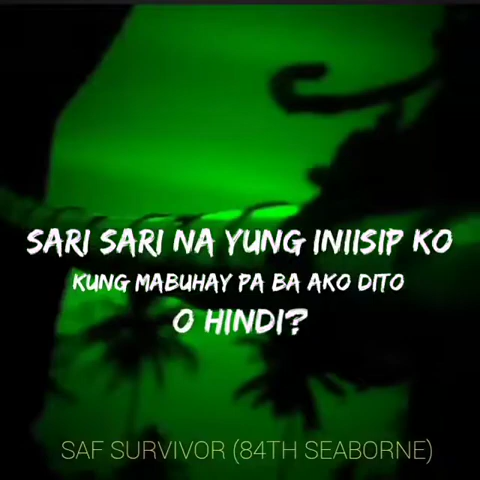 SARI SARI NA YUNG INIISIP KO
KUNG MABUHAY PA BA AKO DITO
O HINDI?
SAF SURVIVOR (84TH SEABORNE)